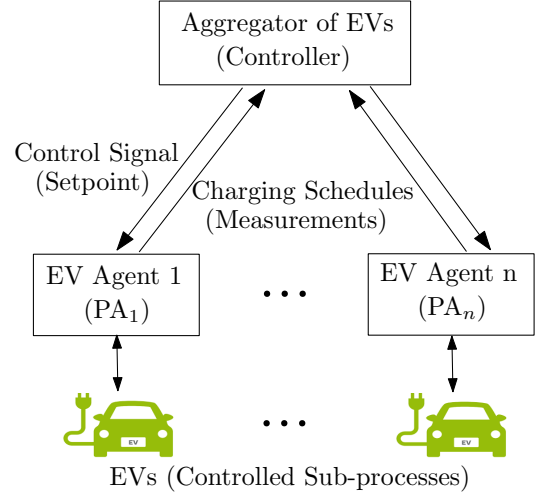 Aggregator of EVs
(Controller)
Control Signal
(Setpoint)
Charging Schedules
(Measurements)
EV Agent 1
(PA₁)
EV Agent n
(PAₙ)
EV
EV
EVs (Controlled Sub-processes)